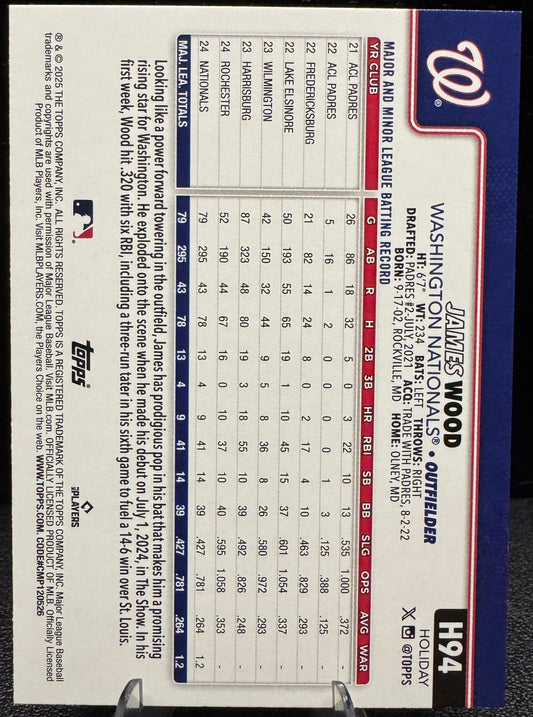 W®
H94
HOLIDAY
@TOPPS
JAMES WOOD
WASHINGTON NATIONALS® • OUTFIELDER
HT: 6'7" WT: 234 BATS: LEFT THROWS: RIGHT
DRAFTED: PADRES #2-JULY, 2021 ACQ: TRADE WITH PADRES, 8-2-22
BORN: 9-17-02, ROCKVILLE, MD HOME: OLNEY, MD
MAJOR AND MINOR LEAGUE BATTING RECORD
YR CLUB G AB R H 2B 3B HR RBI SB BB SLG OPS AVG WAR
21 ACL PADRES 26 86 18 32 5 0 3 22 10 13 .535 1.000 .372 -
22 ACL PADRES 5 16 1 2 0 0 0 0 1 3 .125 .388 .125 -
22 FREDERICKSBURG 21 82 14 24 8 0 2 17 4 10 .463 .829 .293 -
22 LAKE ELSINORE 50 193 55 65 19 1 10 45 15 37 .601 1.054 .337 -
23 WILMINGTON 42 150 32 44 9 5 8 36 8 26 .580 .972 .293 -
23 HARRISBURG 87 323 48 80 19 3 18 55 10 39 .492 .826 .248 -
24 ROCHESTER 52 190 44 67 16 0 10 37 10 40 .595 1.058 .353 -
24 NATIONALS 79 295 43 78 13 4 9 41 14 39 .427 .781 .264 1.2
MAJ. LEA. TOTALS 79 295 43 78 13 4 9 41 14 39 .427 .781 .264 1.2
Looking like a power forward towering in the outfield, James has prodigious pop in his bat that makes him a promising
rising star for Washington. He exploded onto the scene when he made his debut on July 1, 2024, in The Show. In his
first week, Wood hit .320 with six RBI, including a three-run tater in his sixth game to fuel a 14-6 win over St. Louis.
topps
PLAYERS
® & © 2025 THE TOPPS COMPANY, INC. ALL RIGHTS RESERVED. TOPPS IS A REGISTERED TRADEMARK OF THE TOPPS COMPANY, INC. Major League Baseball
trademarks and copyrights are used with permission of Major League Baseball. Visit MLB.com. OFFICIALLY LICENSED PRODUCT OF MLB. Officially Licensed
Product of MLB Players, Inc. Visit MLBPLAYERS.COM, the Players Choice on the web. WWW.TOPPS.COM, CODE#CMP120526